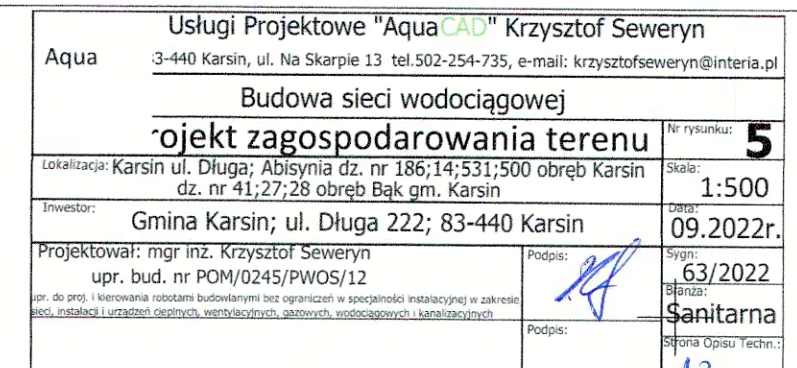 Usługi Projektowe "AquaCAD" Krzysztof Seweryn
Aqua
3-440 Karsin, ul. Na Skarpie 13 tel.502-254-735, e-mail: krzysztofseweryn@interia.pl
Budowa sieci wodociągowej
rojekt zagospodarowania terenu
Nr rysunku: 5
Lokalizacja: Karsin ul. Długa; Abisynia dz. nr 186;14;531;500 obręb Karsin
dz. nr 41;27;28 obręb Bąk gm. Karsin
Skala:
1:500
Inwestor:
Gmina Karsin; ul. Długa 222; 83-440 Karsin
Data:
09.2022r.
Projektował: mgr inż. Krzysztof Seweryn
upr. bud. nr POM/0245/PWOS/12
upr. do proj. i kierowania robotami budowlanymi bez ograniczeń w specjalności instalacyjnej w zakresie
sieci, instalacji i urządzeń cieplnych, wentylacyjnych, gazowych, wodociągowych i kanalizacyjnych
Podpis:
Sygn:
63/2022
Branża:
Sanitarna
Podpis:
Strona Opisu Techn.: